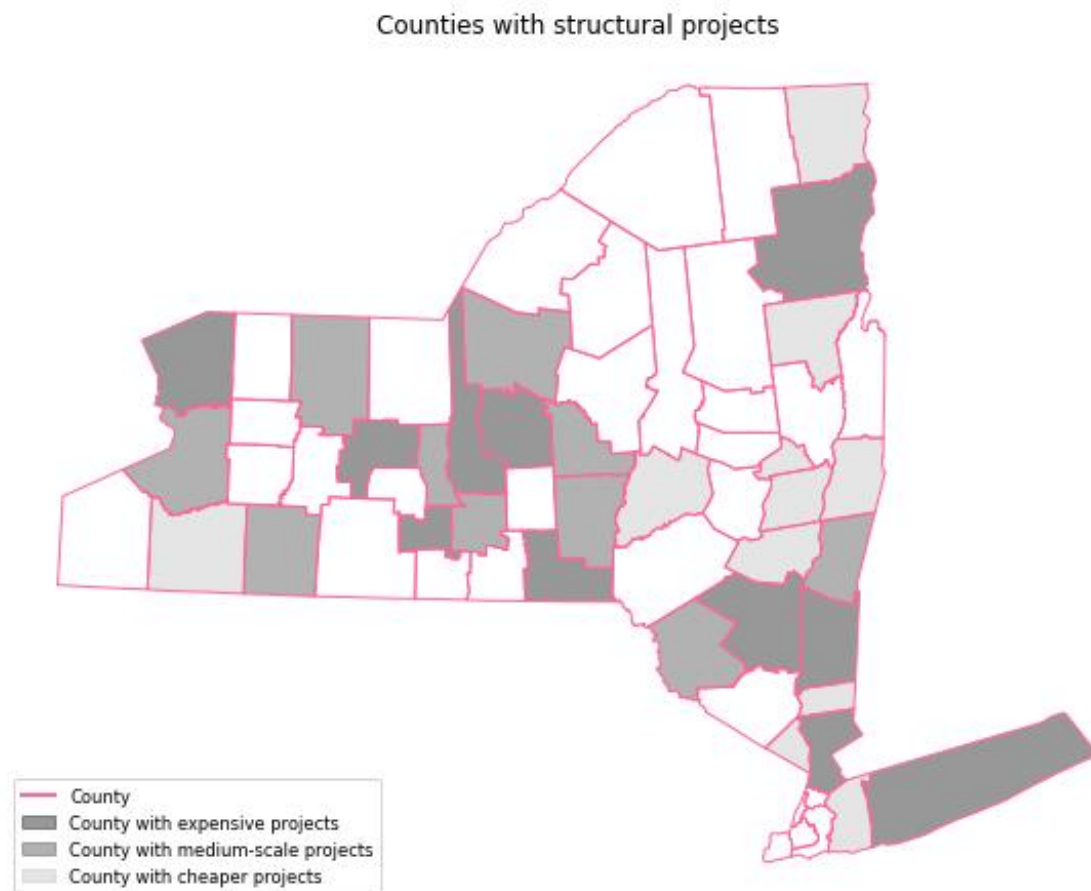 Counties with structural projects
County
County with expensive projects
County with medium-scale projects
County with cheaper projects